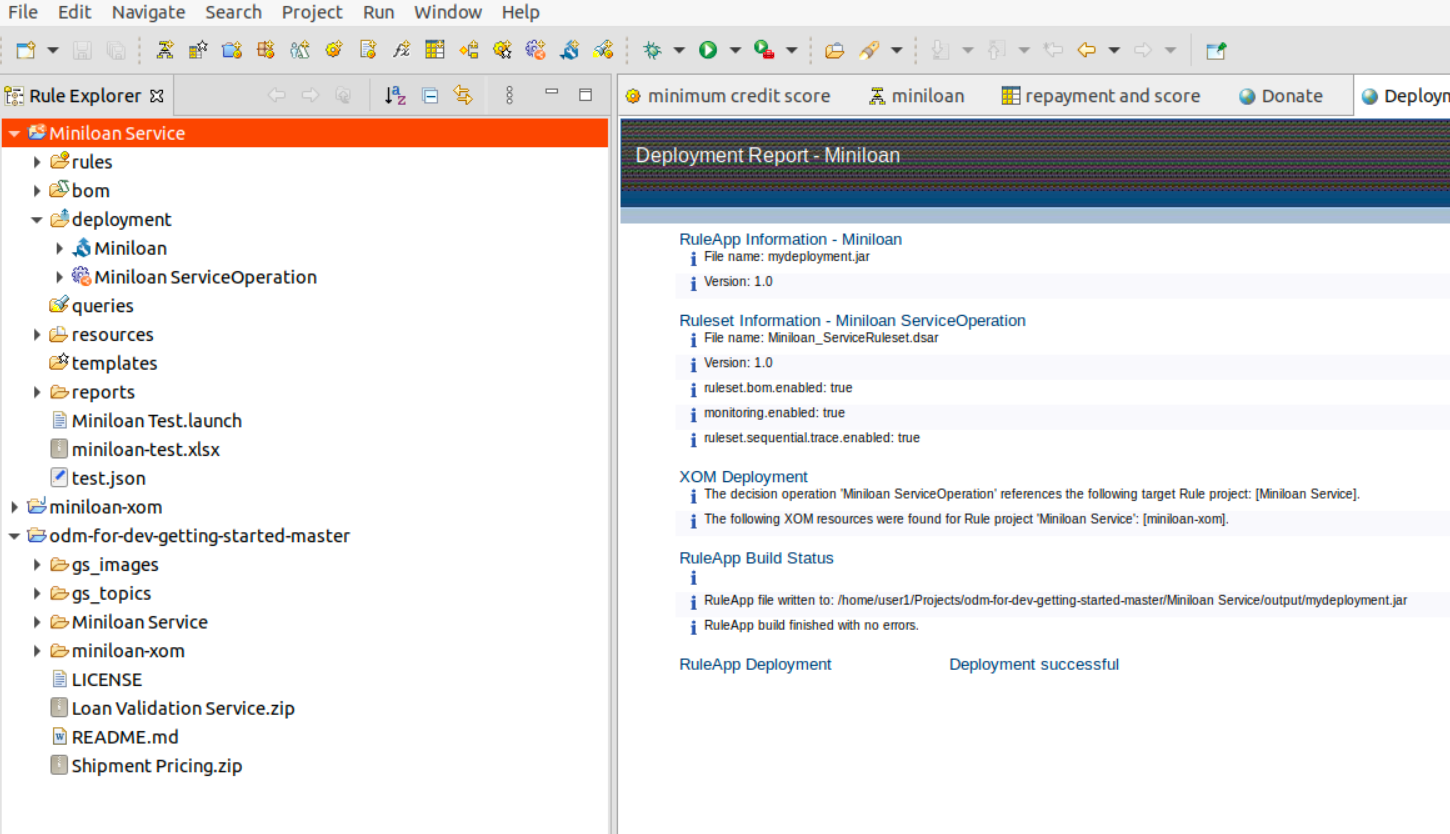 File Edit Navigate Search Project Run Window Help
Rule Explorer
minimum credit score miniloan repayment and score Donate Deployn
Miniloan Service
rules
bom
deployment
Miniloan
Miniloan ServiceOperation
queries
resources
templates
reports
Miniloan Test.launch
miniloan-test.xlsx
test.json
miniloan-xom
odm-for-dev-getting-started-master
gs_images
gs_topics
Miniloan Service
miniloan-xom
LICENSE
Loan Validation Service.zip
README.md
Shipment Pricing.zip
Deployment Report - Miniloan
RuleApp Information - Miniloan
File name: mydeployment.jar
Version: 1.0
Ruleset Information - Miniloan ServiceOperation
File name: Miniloan_ServiceRuleset.dsar
Version: 1.0
ruleset.bom.enabled: true
monitoring.enabled: true
ruleset.sequential.trace.enabled: true
XOM Deployment
The decision operation 'Miniloan ServiceOperation' references the following target Rule project: [Miniloan Service].
The following XOM resources were found for Rule project 'Miniloan Service': [miniloan-xom].
RuleApp Build Status
RuleApp file written to: /home/user1/Projects/odm-for-dev-getting-started-master/Miniloan Service/output/mydeployment.jar
RuleApp build finished with no errors.
RuleApp Deployment Deployment successful